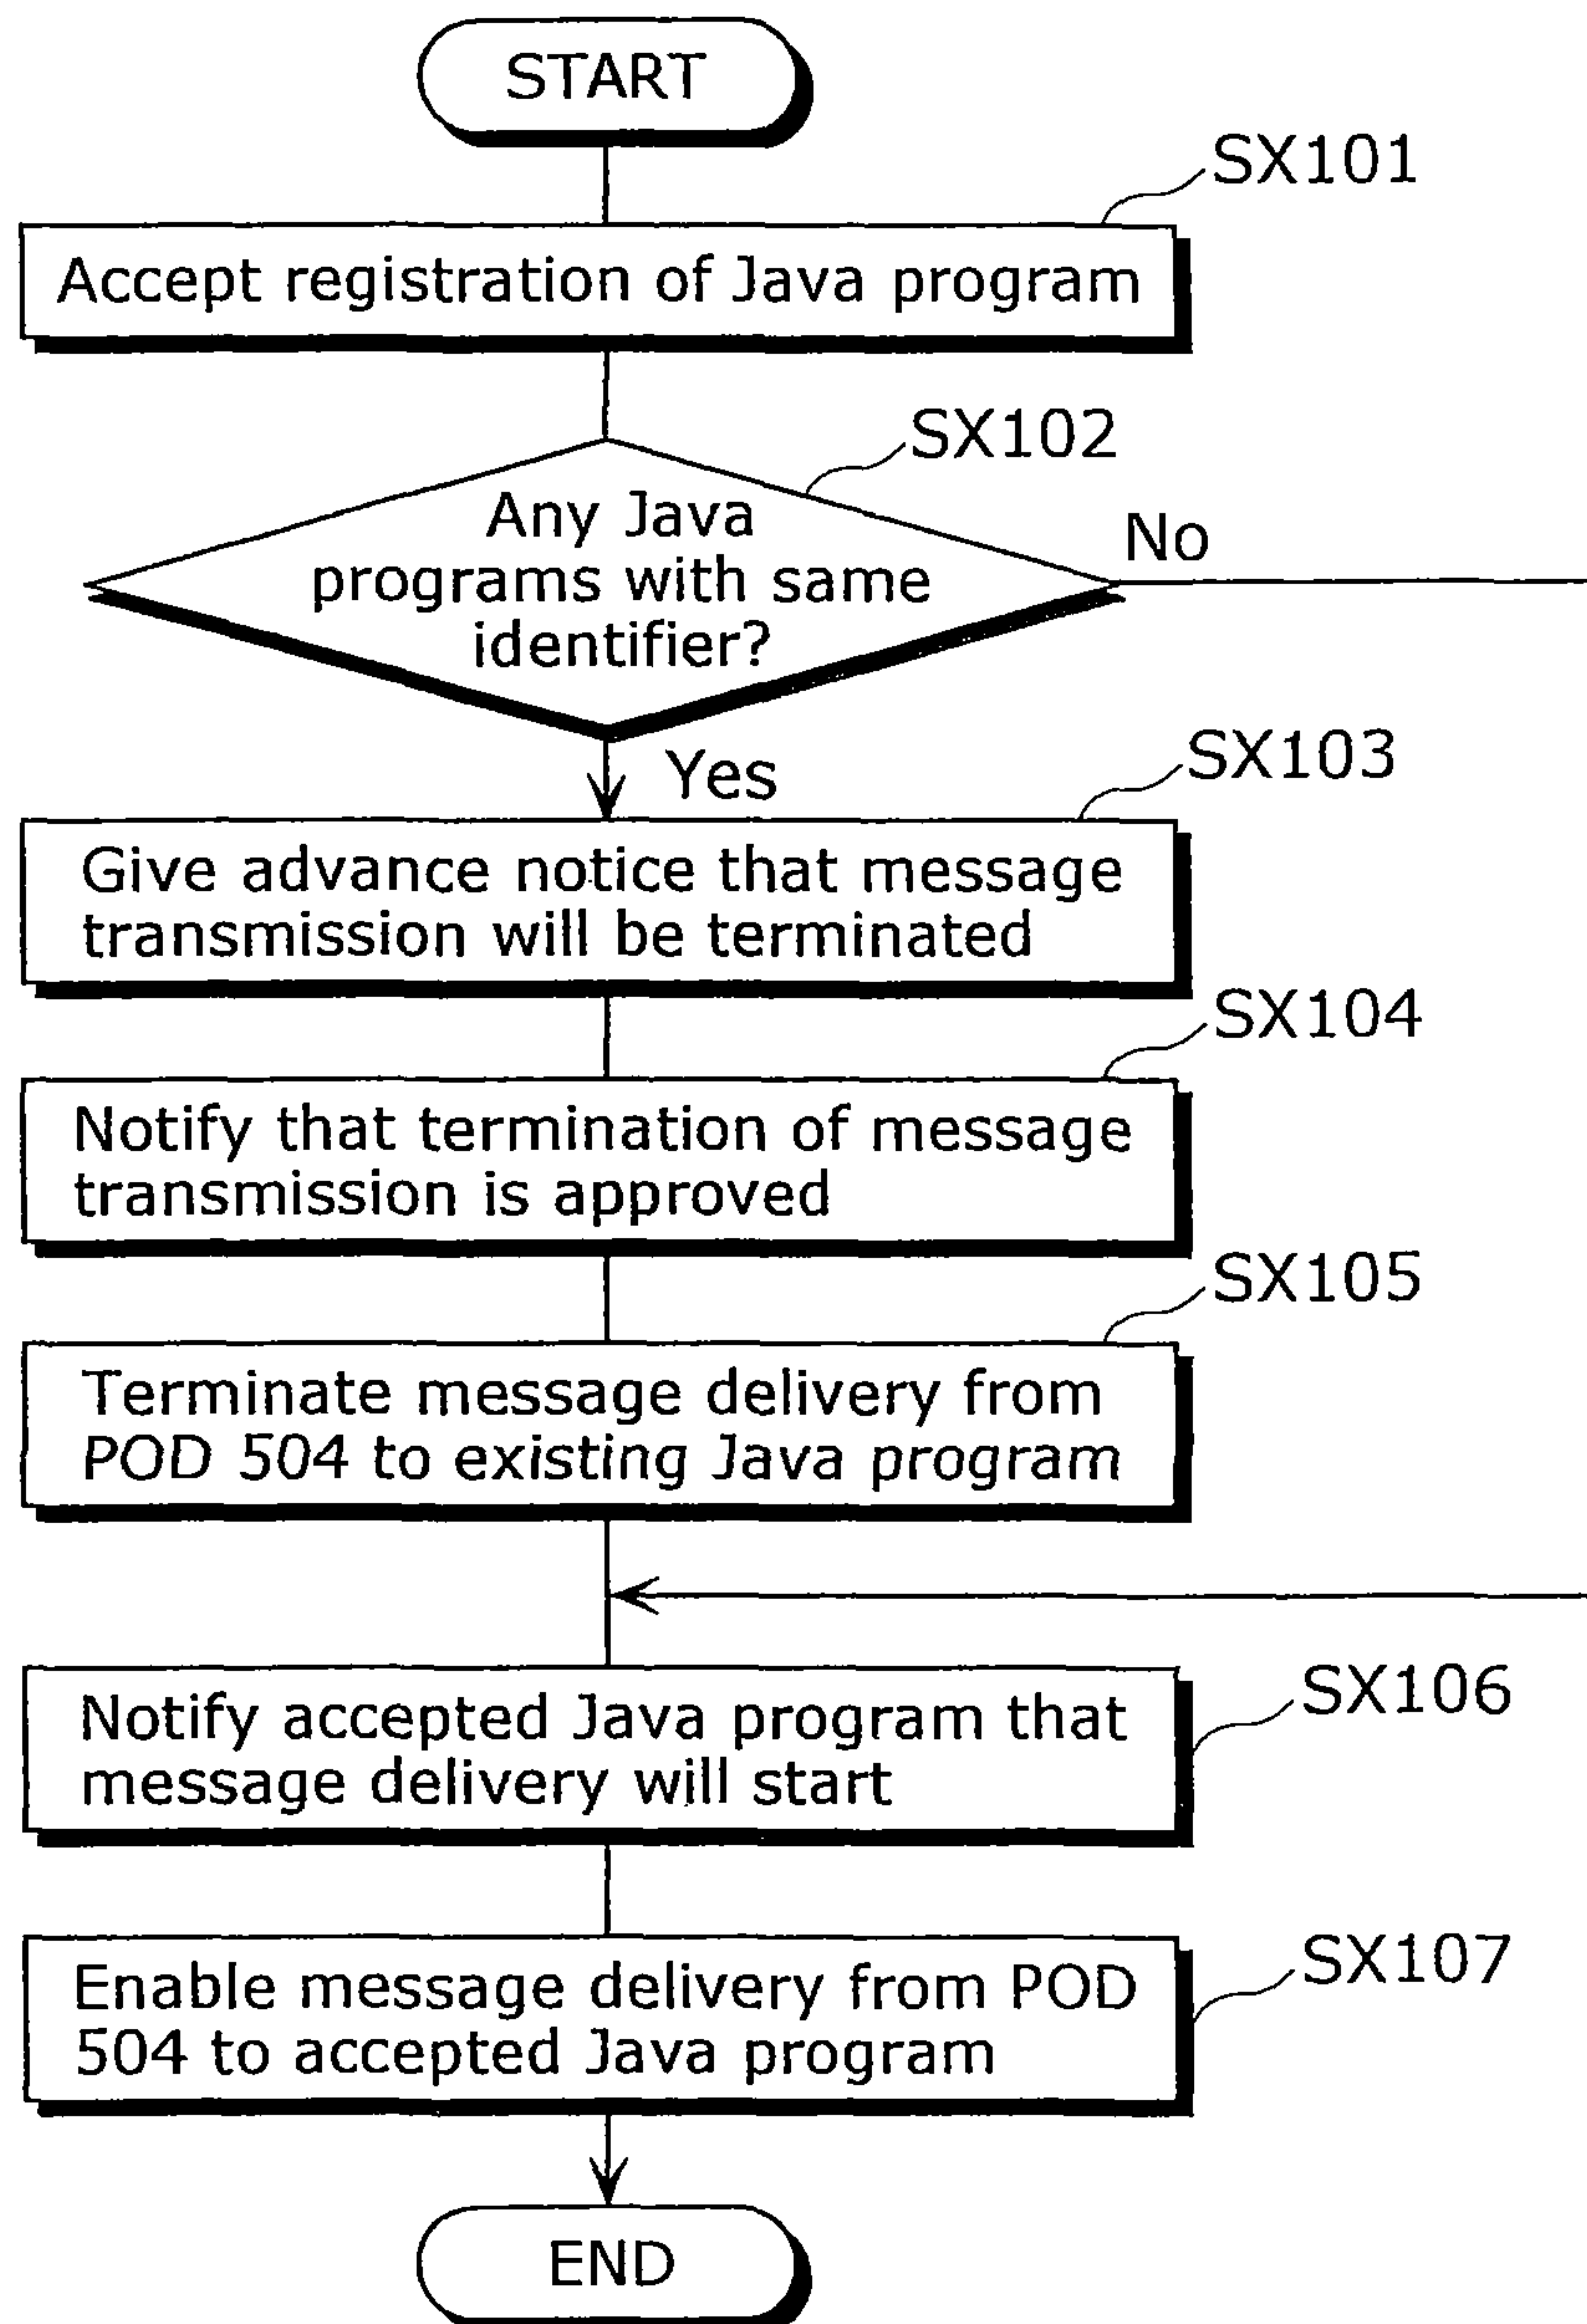 START
SX101
Accept registration of Java program
SX102
Any Java
programs with same
identifier?
No
Yes
SX103
Give advance notice that message
transmission will be terminated
SX104
Notify that termination of message
transmission is approved
SX105
Terminate message delivery from
POD 504 to existing Java program
SX106
Notify accepted Java program that
message delivery will start
SX107
Enable message delivery from POD
504 to accepted Java program
END